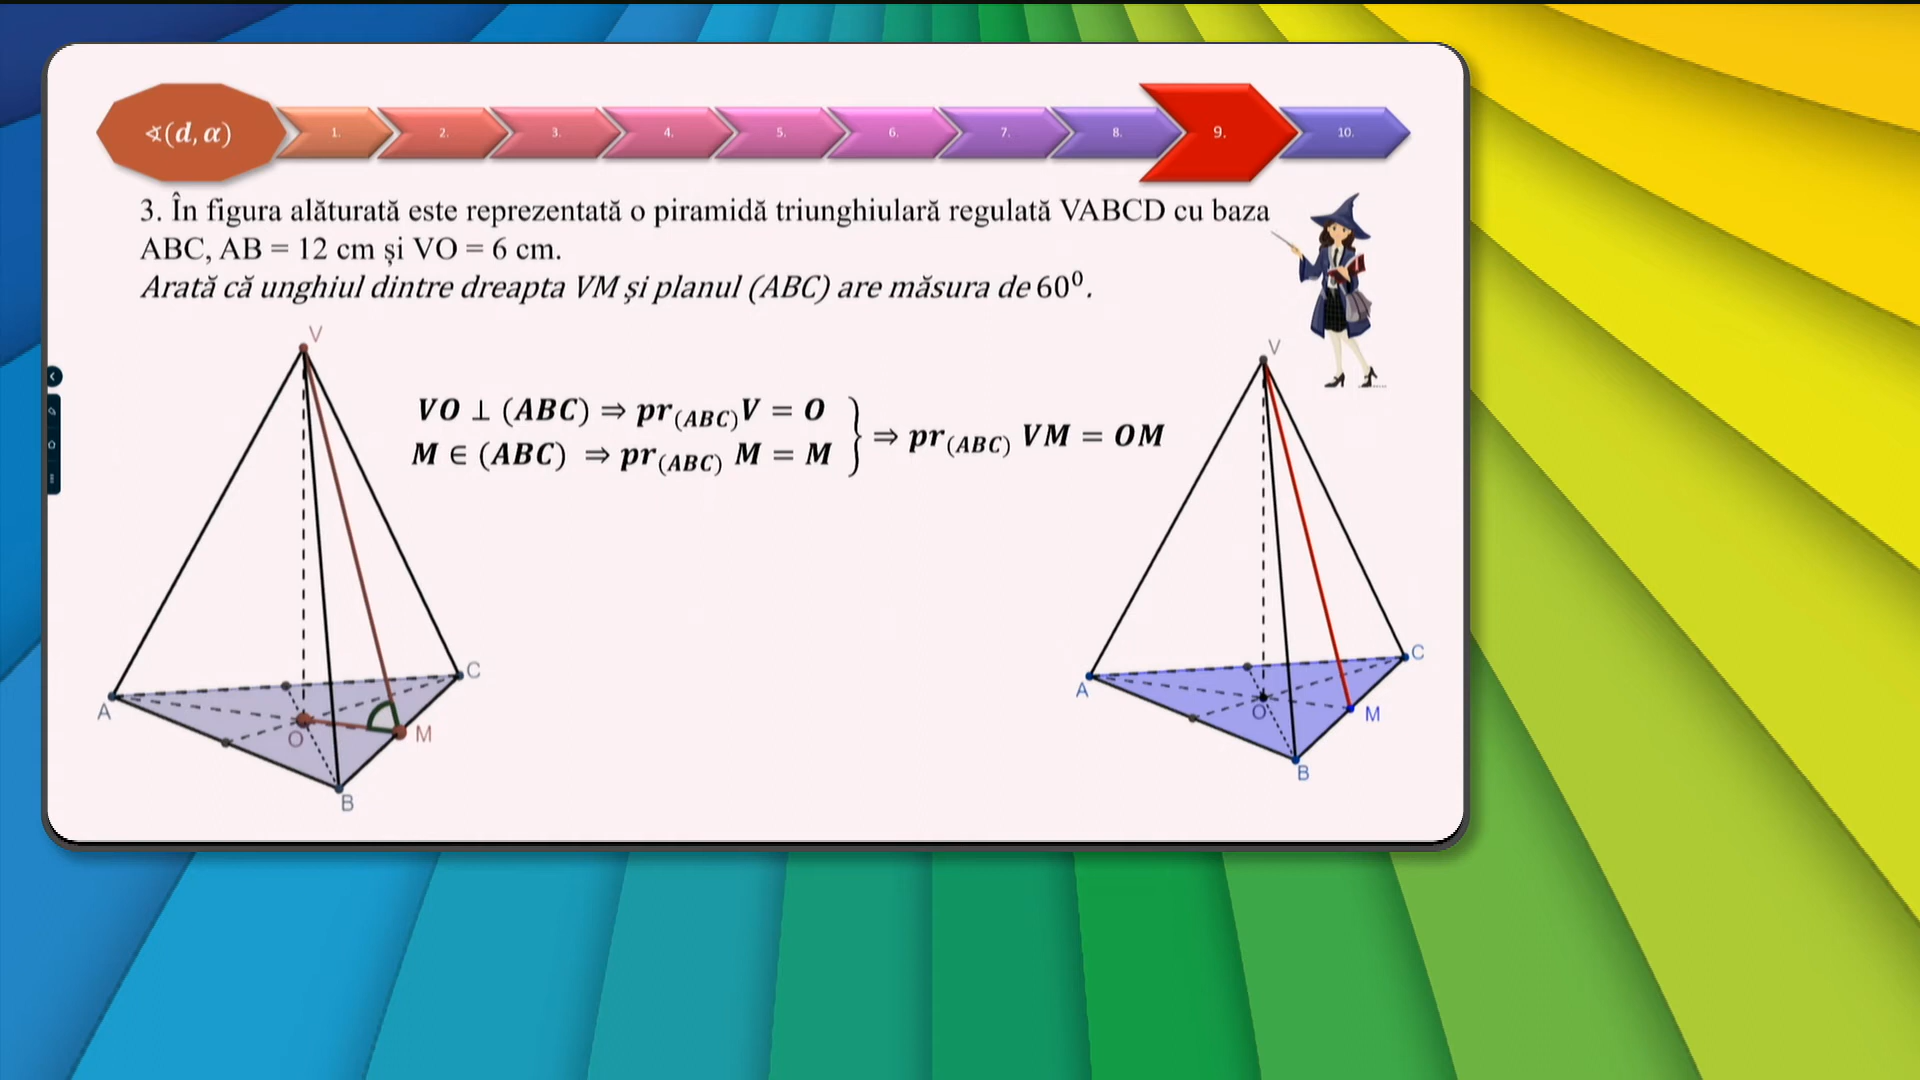 ∢(d, α)
1.
2.
3.
4.
5.
6.
7.
8.
9.
10.
3. În figura alăturată este reprezentată o piramidă triunghiulară regulată VABCD cu baza
ABC, AB = 12 cm și VO = 6 cm.
Arată că unghiul dintre dreapta VM și planul (ABC) are măsura de 60⁰.
VO ⊥ (ABC) ⇒ pr(ABC)V = O
M ∈ (ABC) ⇒ pr(ABC) M = M
} ⇒ pr(ABC) VM = OM
V
A
B
C
O
M
V
A
B
C
O
M